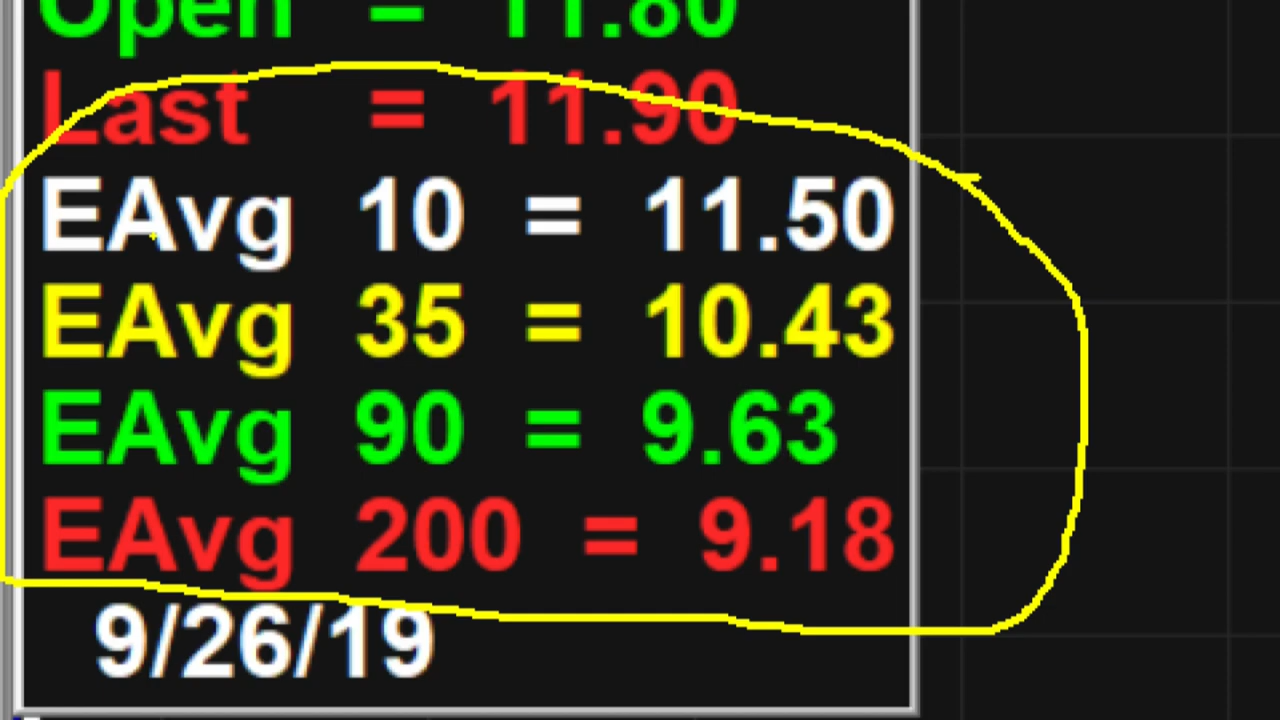 Open = 11.80
Last = 11.90
EAvg 10 = 11.50
EAvg 35 = 10.43
EAvg 90 = 9.63
EAvg 200 = 9.18
9/26/19